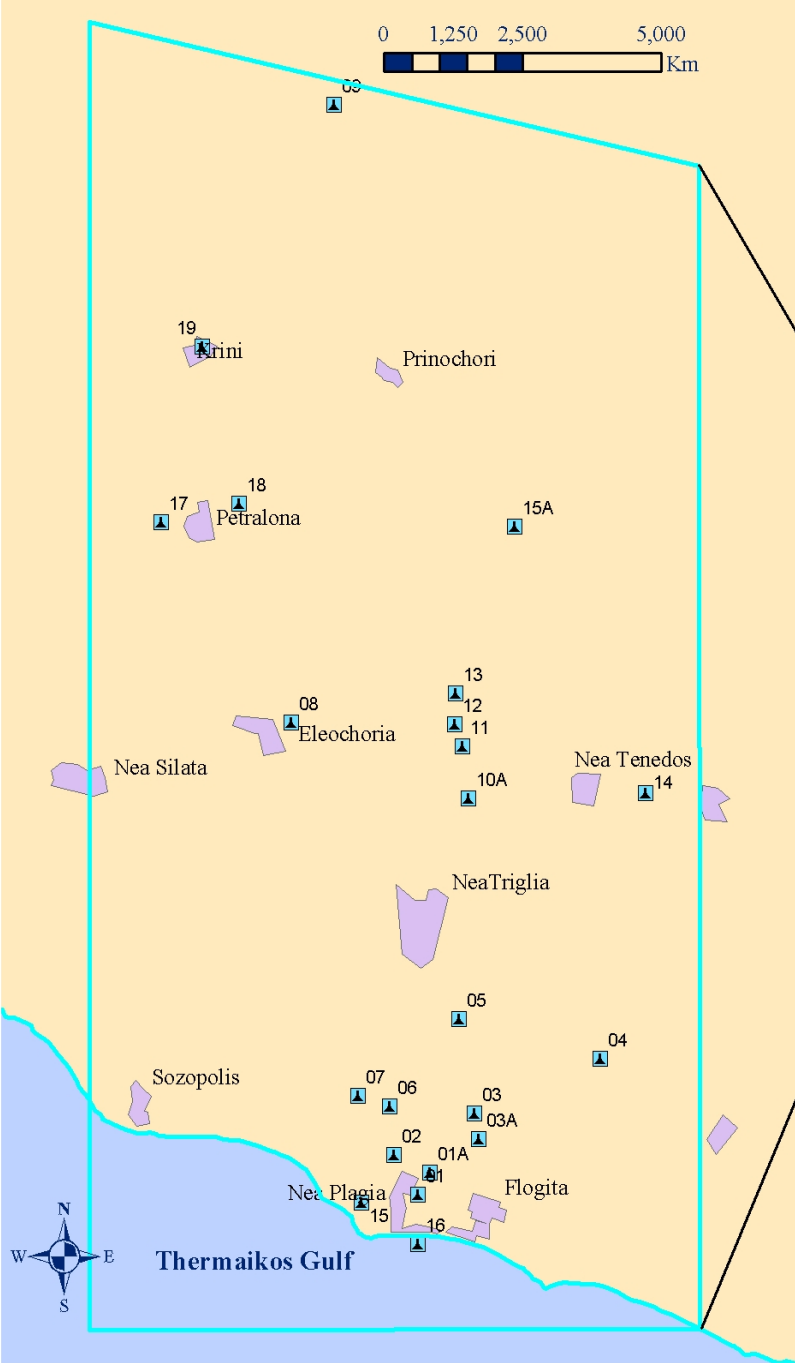 0 1,250 2,500 5,000
Km
09
19
Krini
Prinochori
18
17
Petralona
15A
13
08
12
Eleochoria
11
Nea Silata
Nea Tenedos
10A
14
NeaTriglia
05
04
Sozopolis
07
06
03
03A
02
01A
01
Nea Plagia
Flogita
15
16
N
W E
S
Thermaikos Gulf